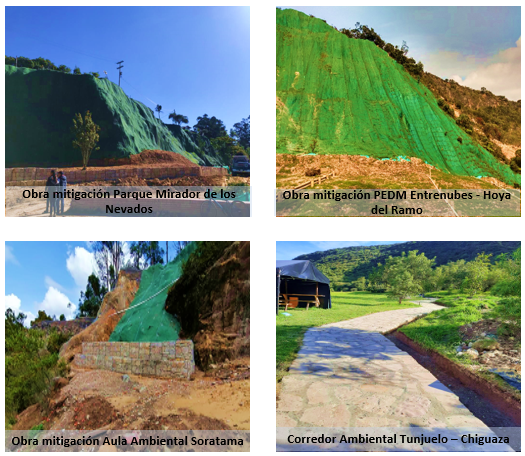 Obra mitigación Parque Mirador de los
Nevados
Obra mitigación PEDM Entrenubes - Hoya
del Ramo
Obra mitigación Aula Ambiental Soratama
Corredor Ambiental Tunjuelo – Chiguaza